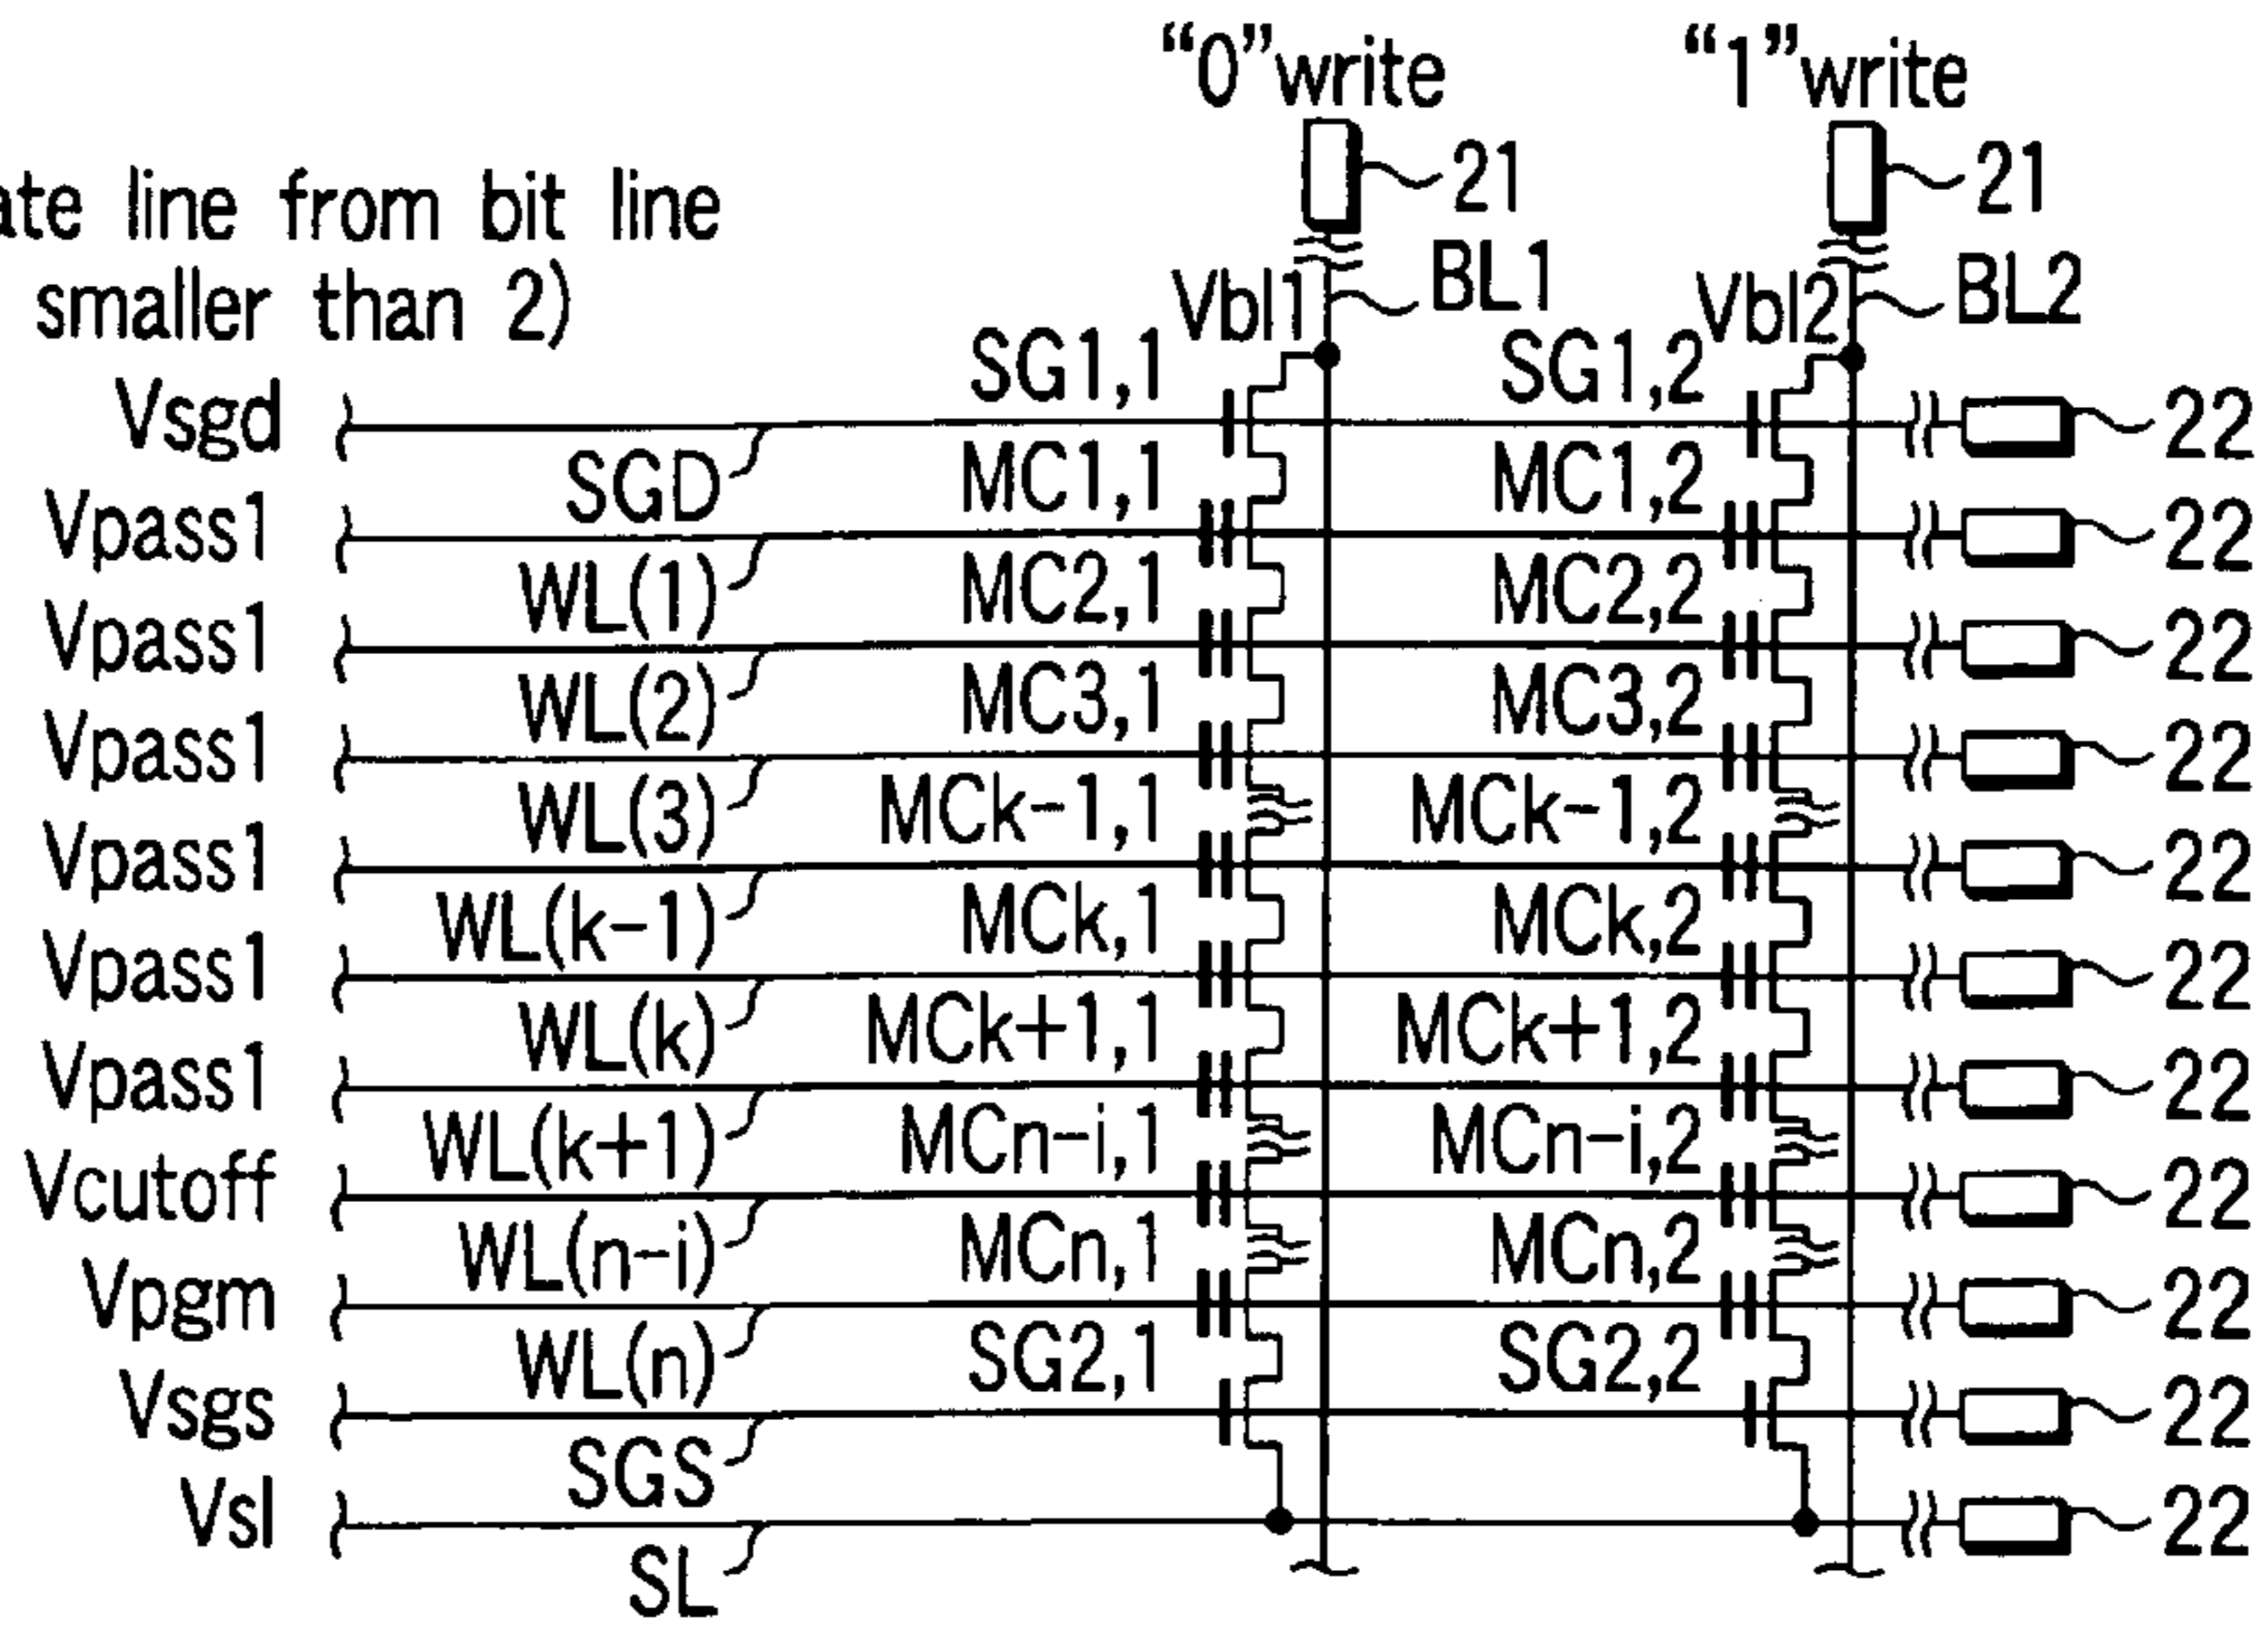 “0”write “1”write
21 21
line from bit line
BL1 BL2
smaller than 2)
Vbl1 Vbl2
SG1,1 SG1,2
Vsgd 22
SGD MC1,1 MC1,2
Vpass1 22
WL(1) MC2,1 MC2,2
Vpass1 22
WL(2) MC3,1 MC3,2
Vpass1 22
WL(3) MCk-1,1 MCk-1,2
Vpass1 22
WL(k-1) MCk,1 MCk,2
Vpass1 22
WL(k) MCk+1,1 MCk+1,2
Vpass1 22
WL(k+1) MCn-i,1 MCn-i,2
Vcutoff 22
WL(n-i) MCn,1 MCn,2
Vpgm 22
WL(n) SG2,1 SG2,2
Vsgs 22
SGS
Vsl 22
SL